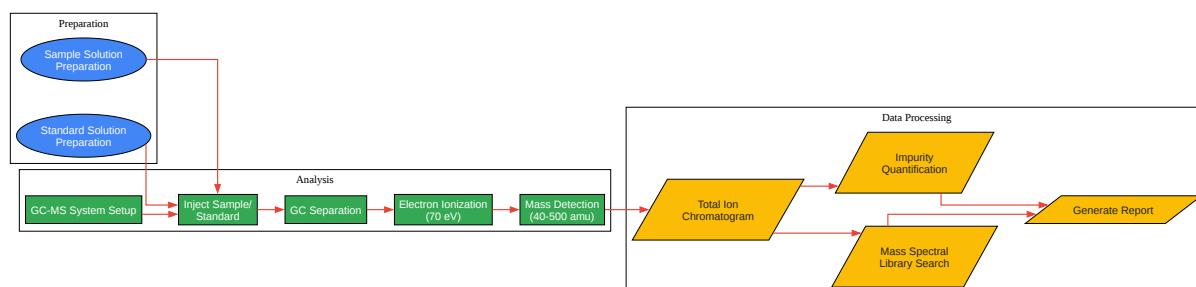 Preparation
Sample Solution
Preparation
Standard Solution
Preparation
Analysis
GC-MS System Setup
Inject Sample/
Standard
GC Separation
Electron Ionization
(70 eV)
Mass Detection
(40-500 amu)
Data Processing
Total Ion
Chromatogram
Impurity
Quantification
Mass Spectral
Library Search
Generate Report